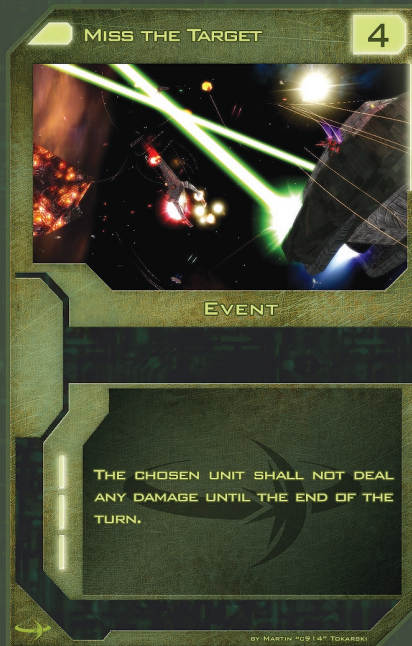 Miss the Target
4
Event
The chosen unit shall not deal
any damage until the end of the
turn.
by Martin "c914" Tokarski